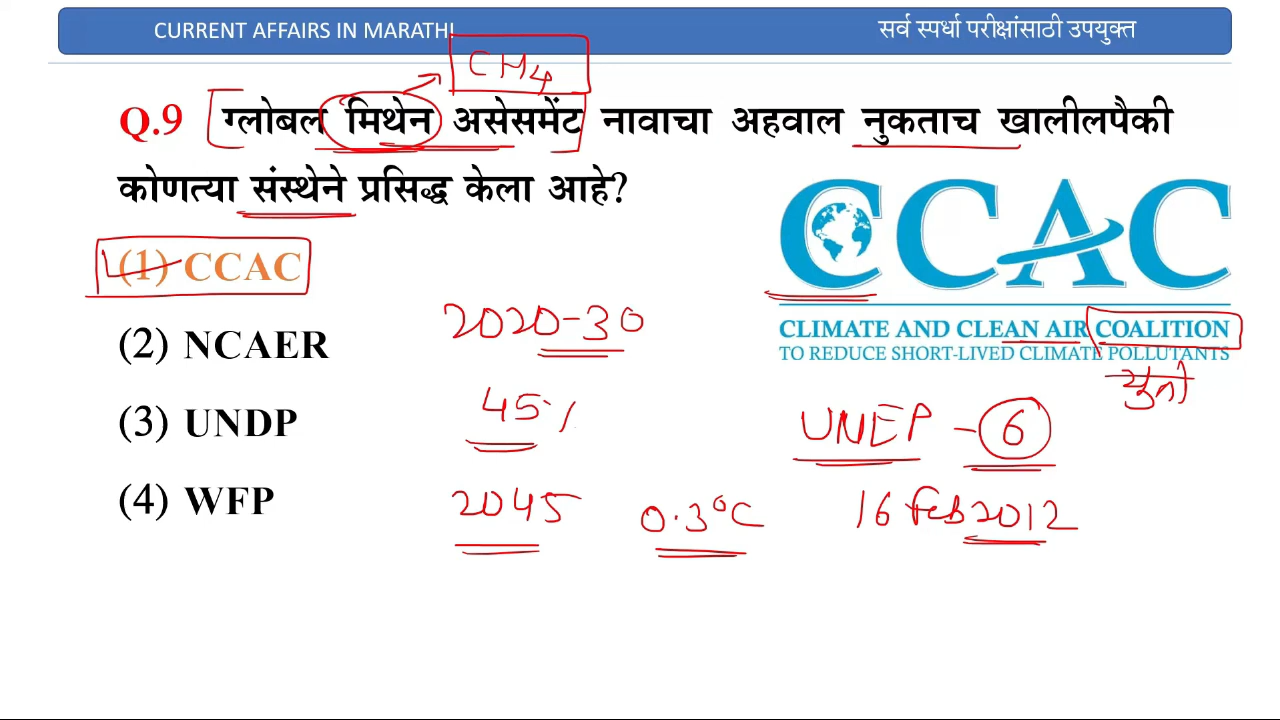 CURRENT AFFAIRS IN MARATHI
सर्व स्पर्धा परीक्षांसाठी उपयुक्त
CH4
Q.9 ग्लोबल मिथेन असेसमेंट नावाचा अहवाल नुकताच खालीलपैकी
कोणत्या संस्थेने प्रसिद्ध केला आहे?
CCAC
CLIMATE AND CLEAN AIR COALITION
TO REDUCE SHORT-LIVED CLIMATE POLLUTANTS
(1) CCAC
(2) NCAER
(3) UNDP
(4) WFP
2020-30
45%
2045
0.3°C
युती
UNEP - 6
16 Feb 2012